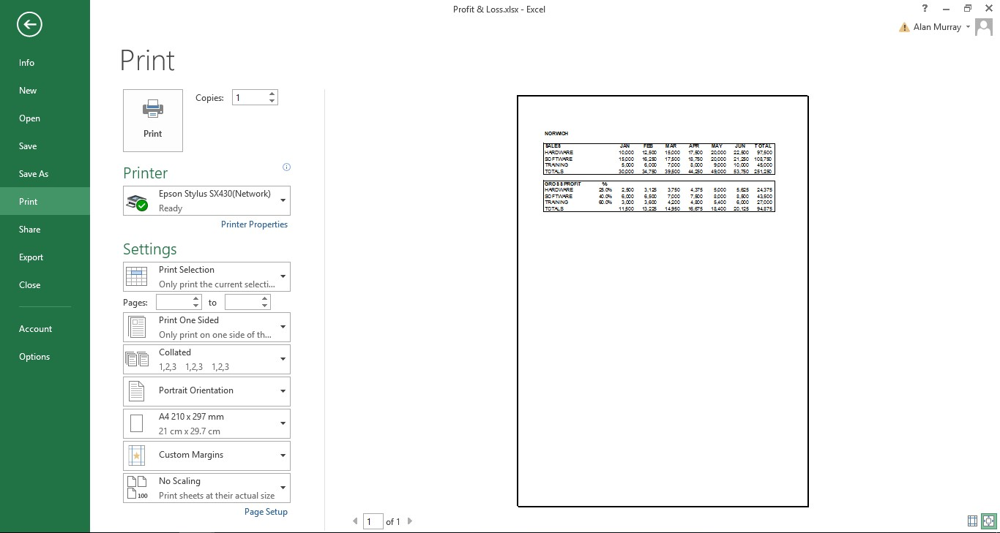 Profit & Loss.xlsx - Excel
?
Alan Murray
Info
New
Open
Save
Save As
Print
Share
Export
Close
Account
Options
Print
Print
Copies: 1
Printer
Epson Stylus SX430(Network)
Ready
Printer Properties
Settings
Print Selection
Only print the current selecti...
Pages: to
Print One Sided
Only print on one side of th...
Collated
1,2,3 1,2,3 1,2,3
Portrait Orientation
A4 210 x 297 mm
21 cm x 29.7 cm
Custom Margins
No Scaling
100 Print sheets at their actual size
Page Setup
NORWICH
SALES JAN FEB MAR APR MAY JUN TOTAL
HARDWARE 10,000 12,500 15,000 17,500 20,000 22,500 97,500
SOFTWARE 15,000 16,250 17,500 18,750 20,000 21,250 108,750
TRAINING 5,000 6,000 7,000 8,000 9,000 10,000 45,000
TOTALS 30,000 34,750 39,500 44,250 49,000 53,750 251,250
GROSS PROFIT %
HARDWARE 25.0% 2,500 3,125 3,750 4,375 5,000 5,625 24,375
SOFTWARE 40.0% 6,000 6,500 7,000 7,500 8,000 8,500 43,500
TRAINING 60.0% 3,000 3,600 4,200 4,800 5,400 6,000 27,000
TOTALS 11,500 13,225 14,950 16,675 18,400 20,125 94,875
1 of 1